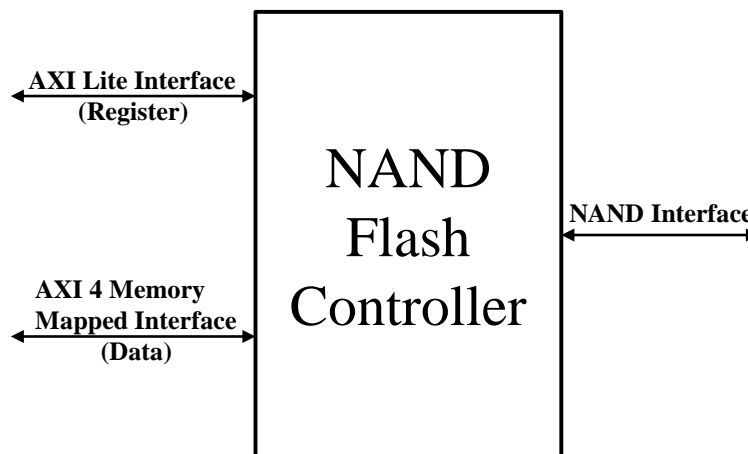 AXI Lite Interface
(Register)
NAND
Flash
Controller
NAND Interface
AXI 4 Memory
Mapped Interface
(Data)